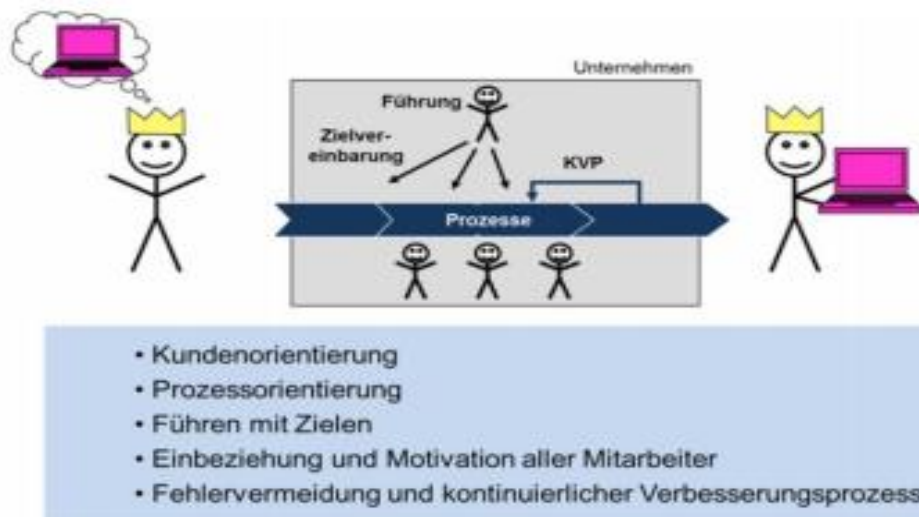 Unternehmen
Führung
Zielver-
einbarung
KVP
Prozesse
• Kundenorientierung
• Prozessorientierung
• Führen mit Zielen
• Einbeziehung und Motivation aller Mitarbeiter
• Fehlervermeidung und kontinuierlicher Verbesserungsprozess